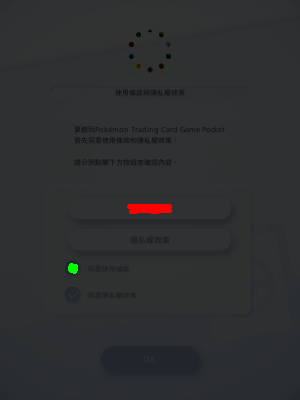 使用條款與隱私權政策
要遊玩Pokémon Trading Card Game Pocket
需先同意使用條款和隱私權政策。
請分別點擊下方按鈕來確認內容。
隱私權政策
同意使用條款
同意隱私權政策
OK